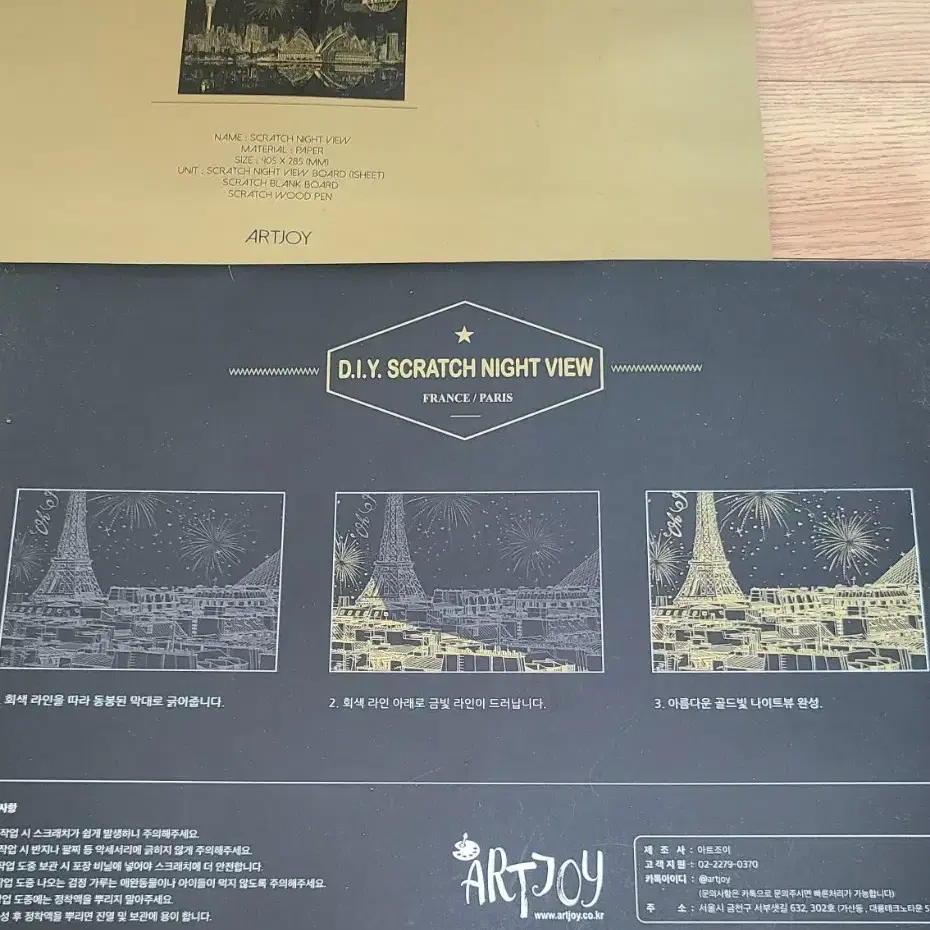 NAME : SCRATCH NIGHT VIEW
MATERIAL : PAPER
SIZE : 405 X 285 (MM)
UNIT : SCRATCH NIGHT VIEW BOARD (1SHEET)
SCRATCH BLANK BOARD
SCRATCH WOOD PEN
ARTJOY
D.I.Y. SCRATCH NIGHT VIEW
FRANCE / PARIS
회색 라인을 따라 동봉된 막대로 긁어줍니다.
2. 회색 라인 아래로 금빛 라인이 드러납니다.
3. 아름다운 골드빛 나이트뷰 완성.
사항
작업 시 스크래치가 쉽게 발생하니 주의해주세요.
작업 시 반지나 팔찌 등 악세서리에 긁히지 않게 주의해주세요.
작업 도중 보관 시 포장 비닐에 넣어야 스크래치에 더 안전합니다.
작업 도중 나오는 검정 가루는 애완동물이나 아이들이 먹지 않도록 주의해주세요.
작업 도중에는 정착액을 뿌리지 말아주세요.
성 후 정착액을 뿌리면 진열 및 보관에 용이 합니다.
ARTJOY
www.artjoy.co.kr
제 조 사 : 아트조이
고객지원 : 02-2279-0370
카톡아이디 : @artjoy
(문의사항은 카톡으로 문의주시면 빠른처리가 가능합니다)
주 소 : 서울시 금천구 서부샛길 632, 302호 (가산동, 대륭테크노타운 5